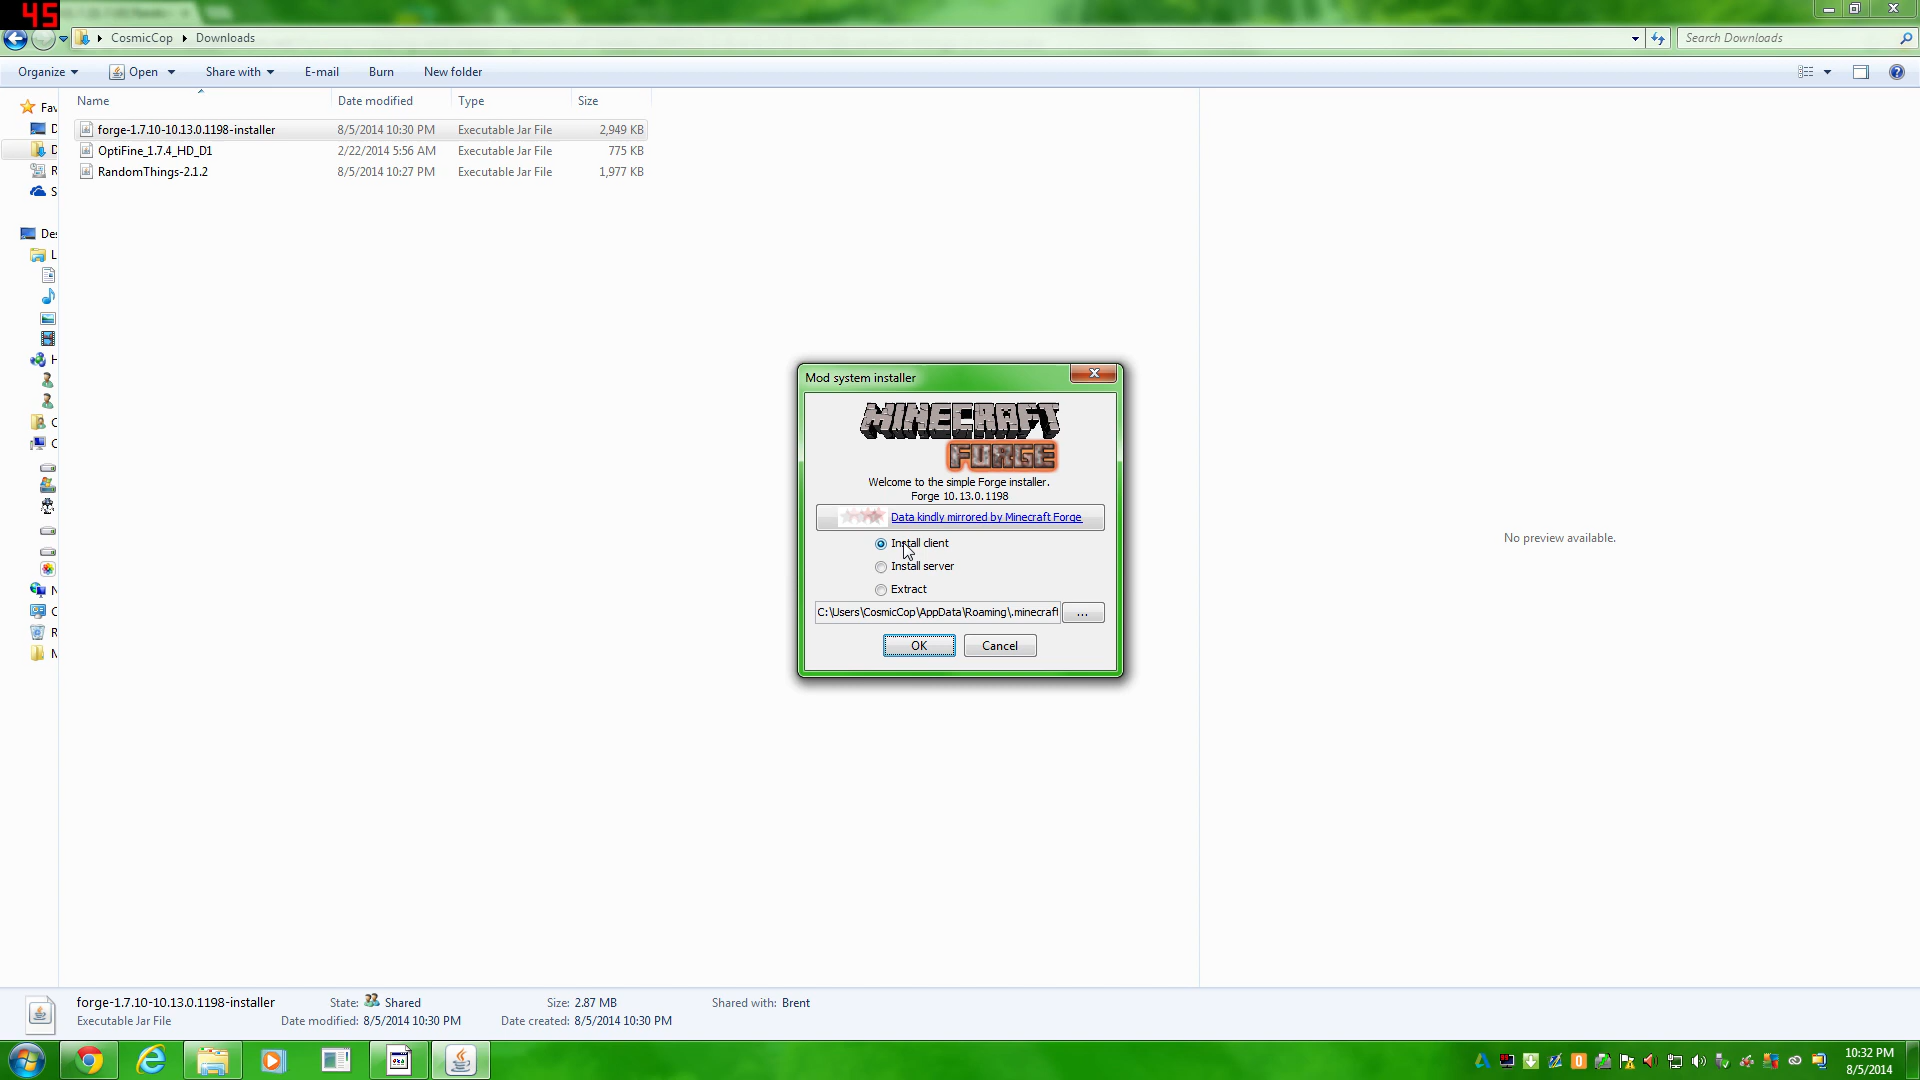 45
CosmicCop
Downloads
Search Downloads
Organize
Open
Share with
E-mail
Burn
New folder
Name
Date modified
Type
Size
forge-1.7.10-10.13.0.1198-installer 8/5/2014 10:30 PM Executable Jar File 2,949 KB
OptiFine_1.7.4_HD_D1 2/22/2014 5:56 AM Executable Jar File 775 KB
RandomThings-2.1.2 8/5/2014 10:27 PM Executable Jar File 1,977 KB
Fav
D
D
R
S
Des
L
H
C
C
N
C
R
N
Mod system installer
MINECRAFT
FORGE
Welcome to the simple Forge installer.
Forge 10.13.0.1198
Data kindly mirrored by Minecraft Forge
Install client
Install server
Extract
C:\Users\CosmicCop\AppData\Roaming\.minecraft
...
OK
Cancel
No preview available.
forge-1.7.10-10.13.0.1198-installer State: Shared Size: 2.87 MB Shared with: Brent
Executable Jar File Date modified: 8/5/2014 10:30 PM Date created: 8/5/2014 10:30 PM
10:32 PM
8/5/2014